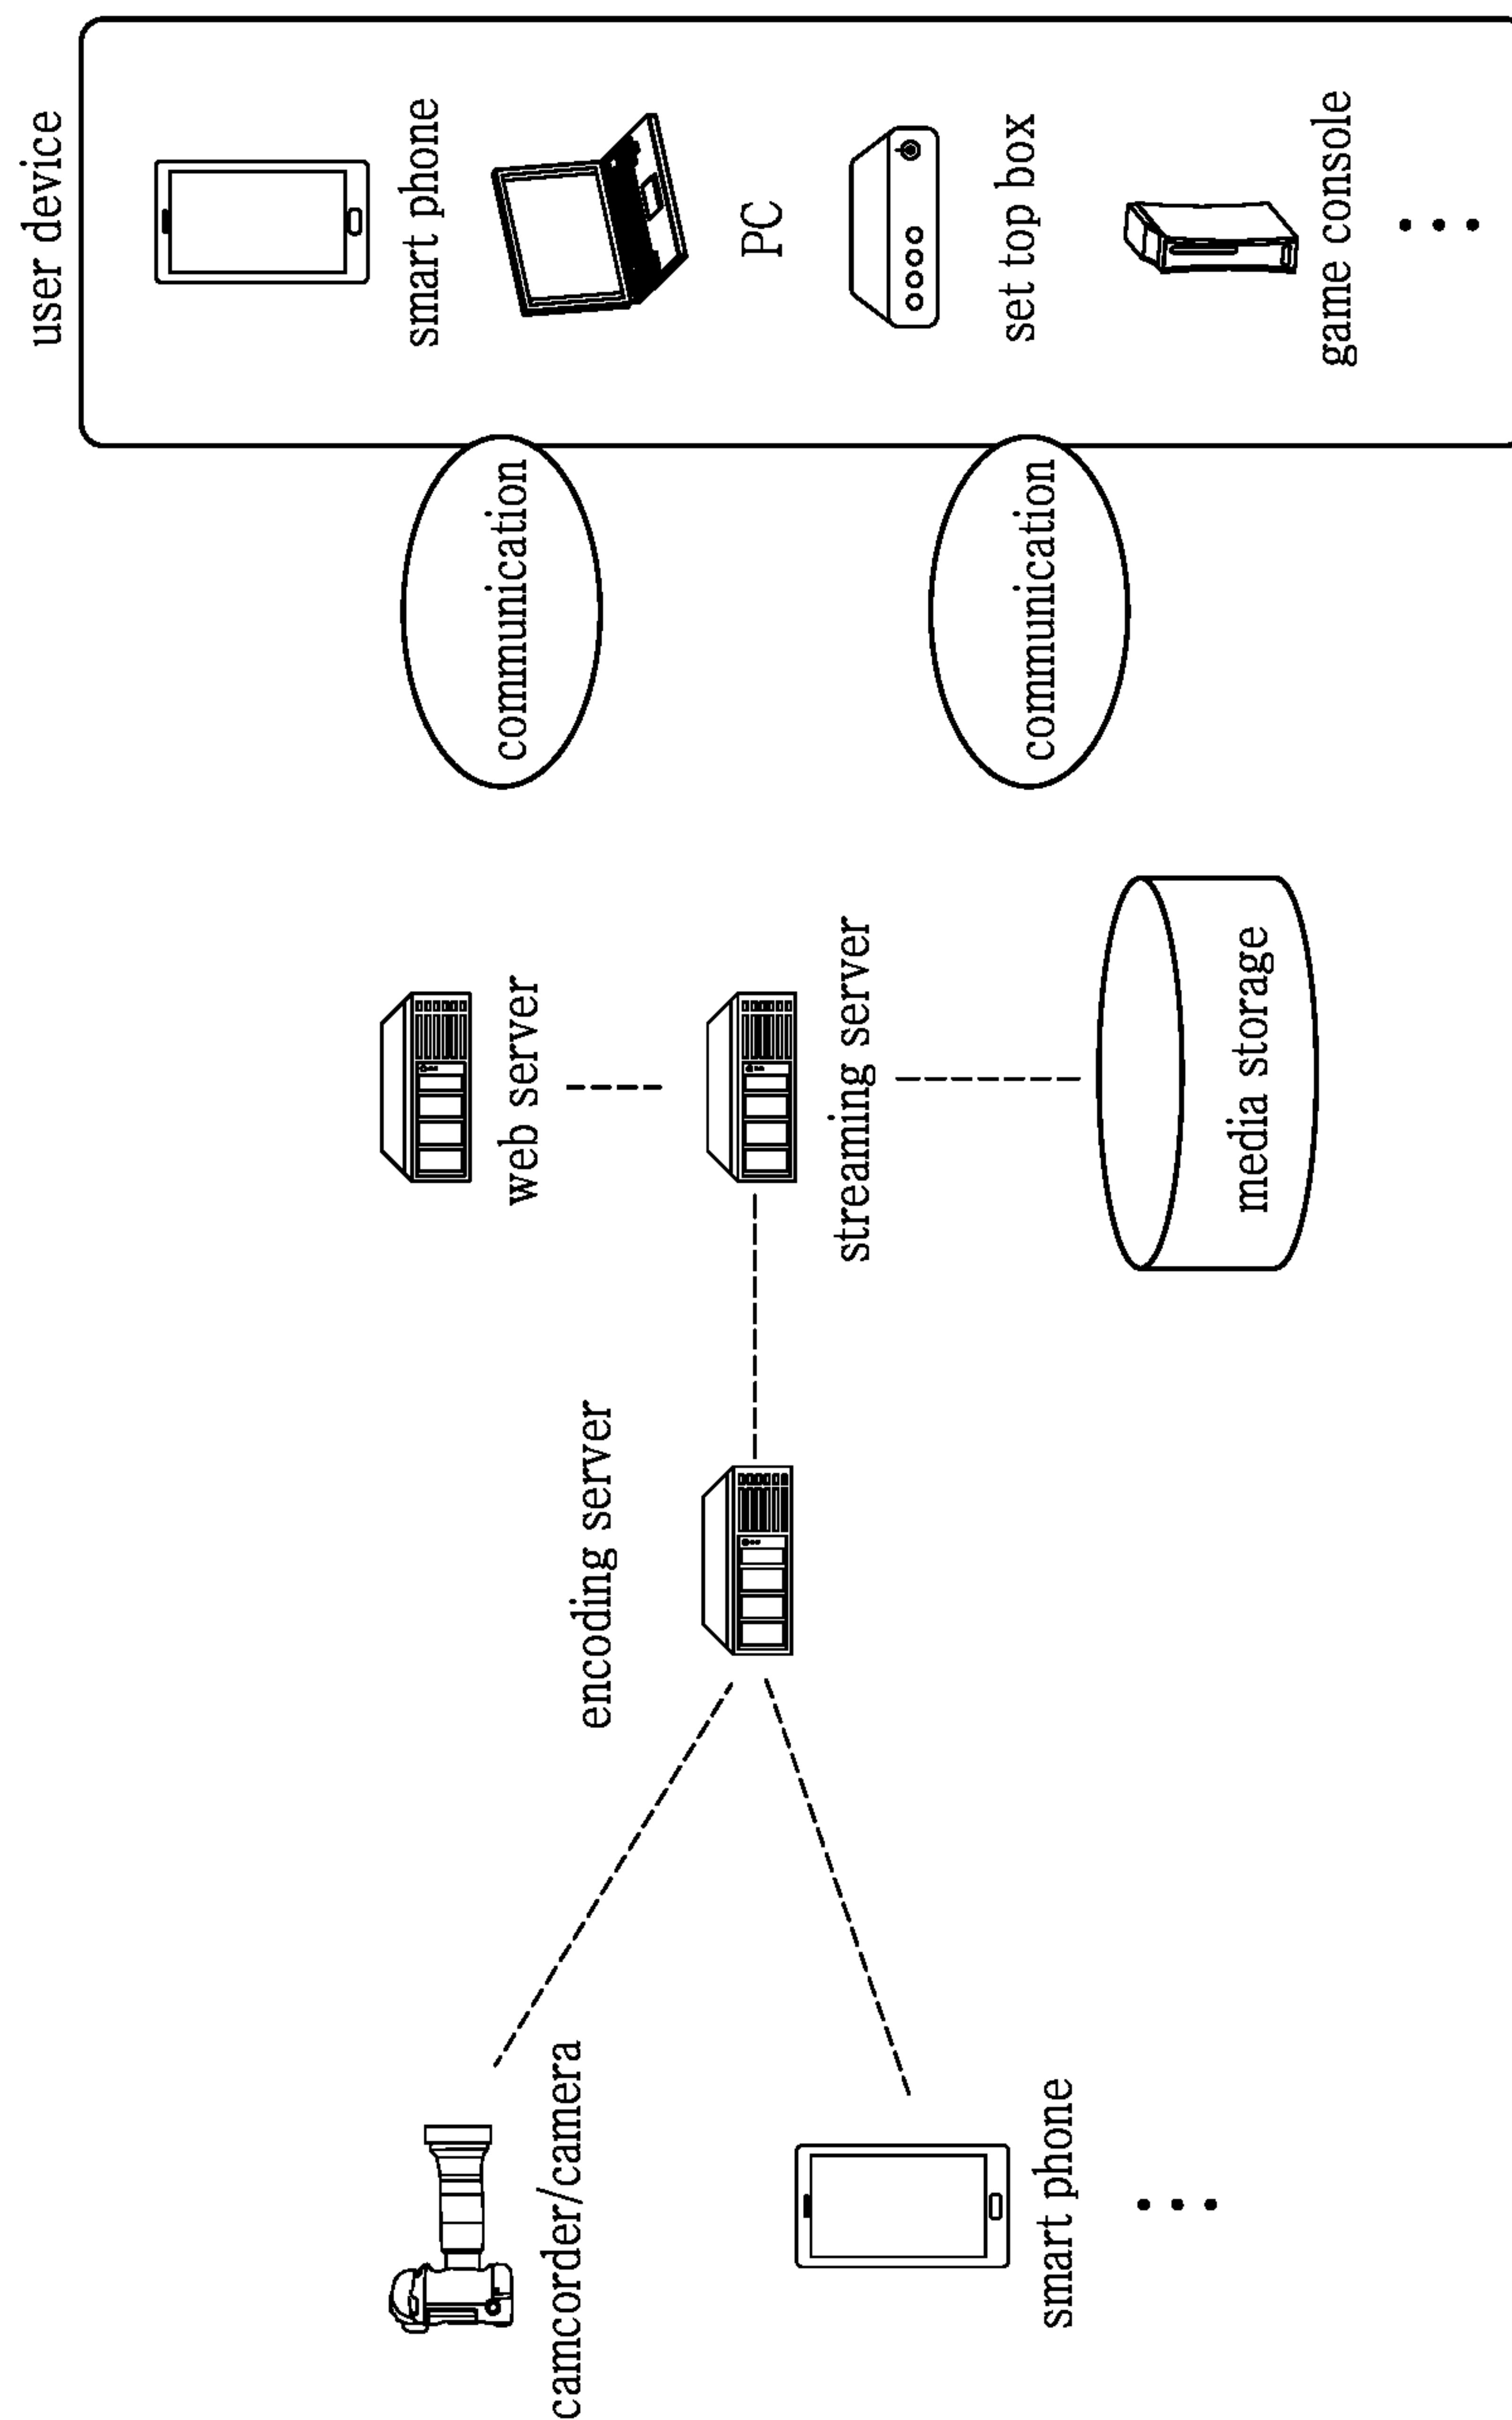 user device
smart phone
PC
set top box
game console
communication
communication
web server
streaming server
media storage
encoding server
camcorder/camera
smart phone